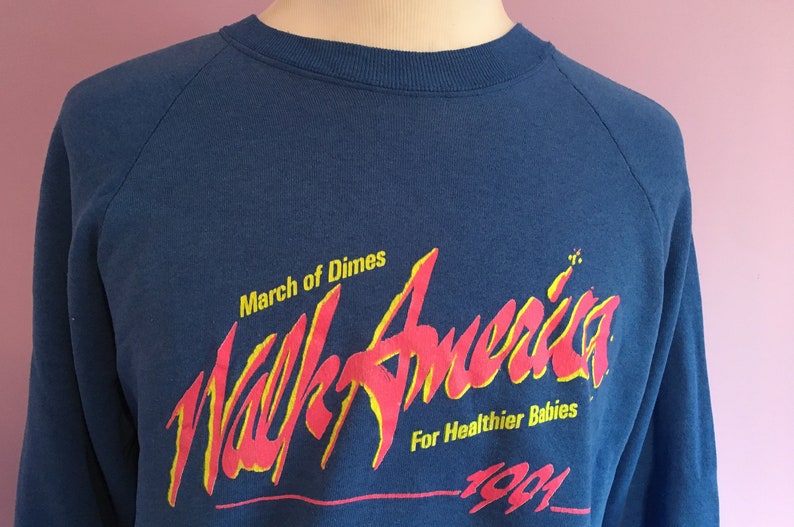 March of Dimes
WalkAmerica
For Healthier Babies
1991